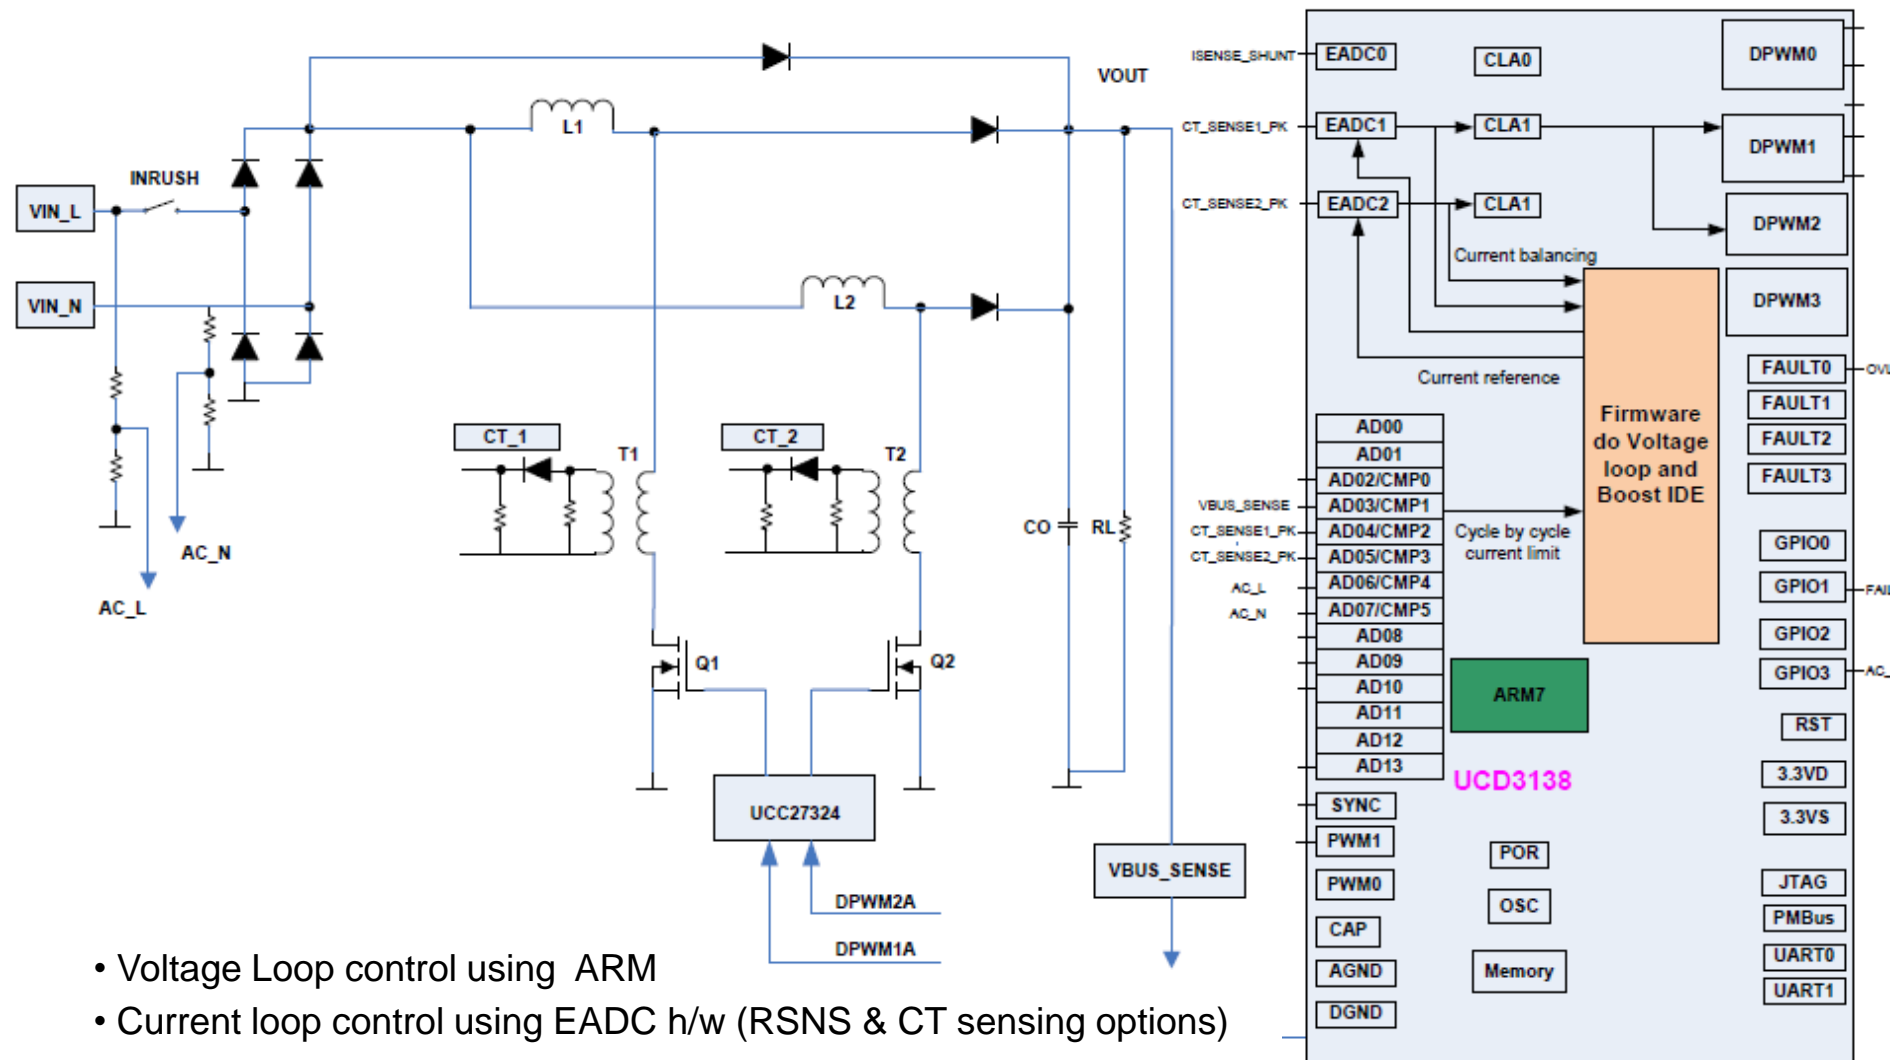 INRUSH
VIN_L
VIN_N
AC_N
AC_L
L1
L2
VOUT
CT_1
T1
CT_2
T2
CO
RL
Q1
Q2
UCC27324
VBUS_SENSE
DPWM2A
DPWM1A
• Voltage Loop control using ARM
• Current loop control using EADC h/w (RSNS & CT sensing options)
ISENSE_SHUNT
EADC0
CLA0
DPWM0
CT_SENSE1_PK
EADC1
CLA1
DPWM1
CT_SENSE2_PK
EADC2
CLA1
DPWM2
Current balancing
DPWM3
Current reference
Firmware
do Voltage
loop and
Boost IDE
FAULT0
OVL
FAULT1
FAULT2
FAULT3
AD00
AD01
AD02/CMP0
VBUS_SENSE
AD03/CMP1
CT_SENSE1_PK
AD04/CMP2
CT_SENSE2_PK
AD05/CMP3
AC_L
AD06/CMP4
AC_N
AD07/CMP5
AD08
AD09
AD10
AD11
AD12
AD13
Cycle by cycle
current limit
GPIO0
GPIO1
FAIL
GPIO2
GPIO3
AC_
ARM7
UCD3138
RST
3.3VD
3.3VS
SYNC
PWM1
PWM0
CAP
AGND
DGND
POR
OSC
Memory
JTAG
PMBus
UART0
UART1